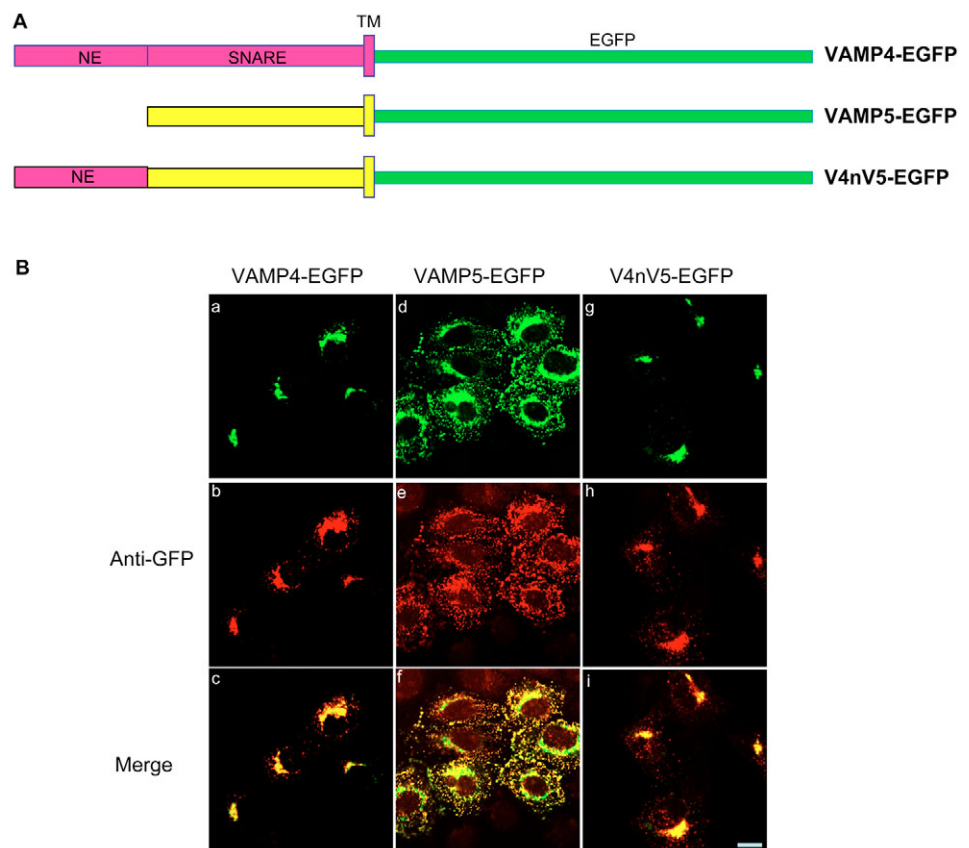 A
TM
NE SNARE EGFP VAMP4-EGFP
VAMP5-EGFP
NE V4nV5-EGFP
B
VAMP4-EGFP VAMP5-EGFP V4nV5-EGFP
a d g
Anti-GFP b e h
Merge c f i